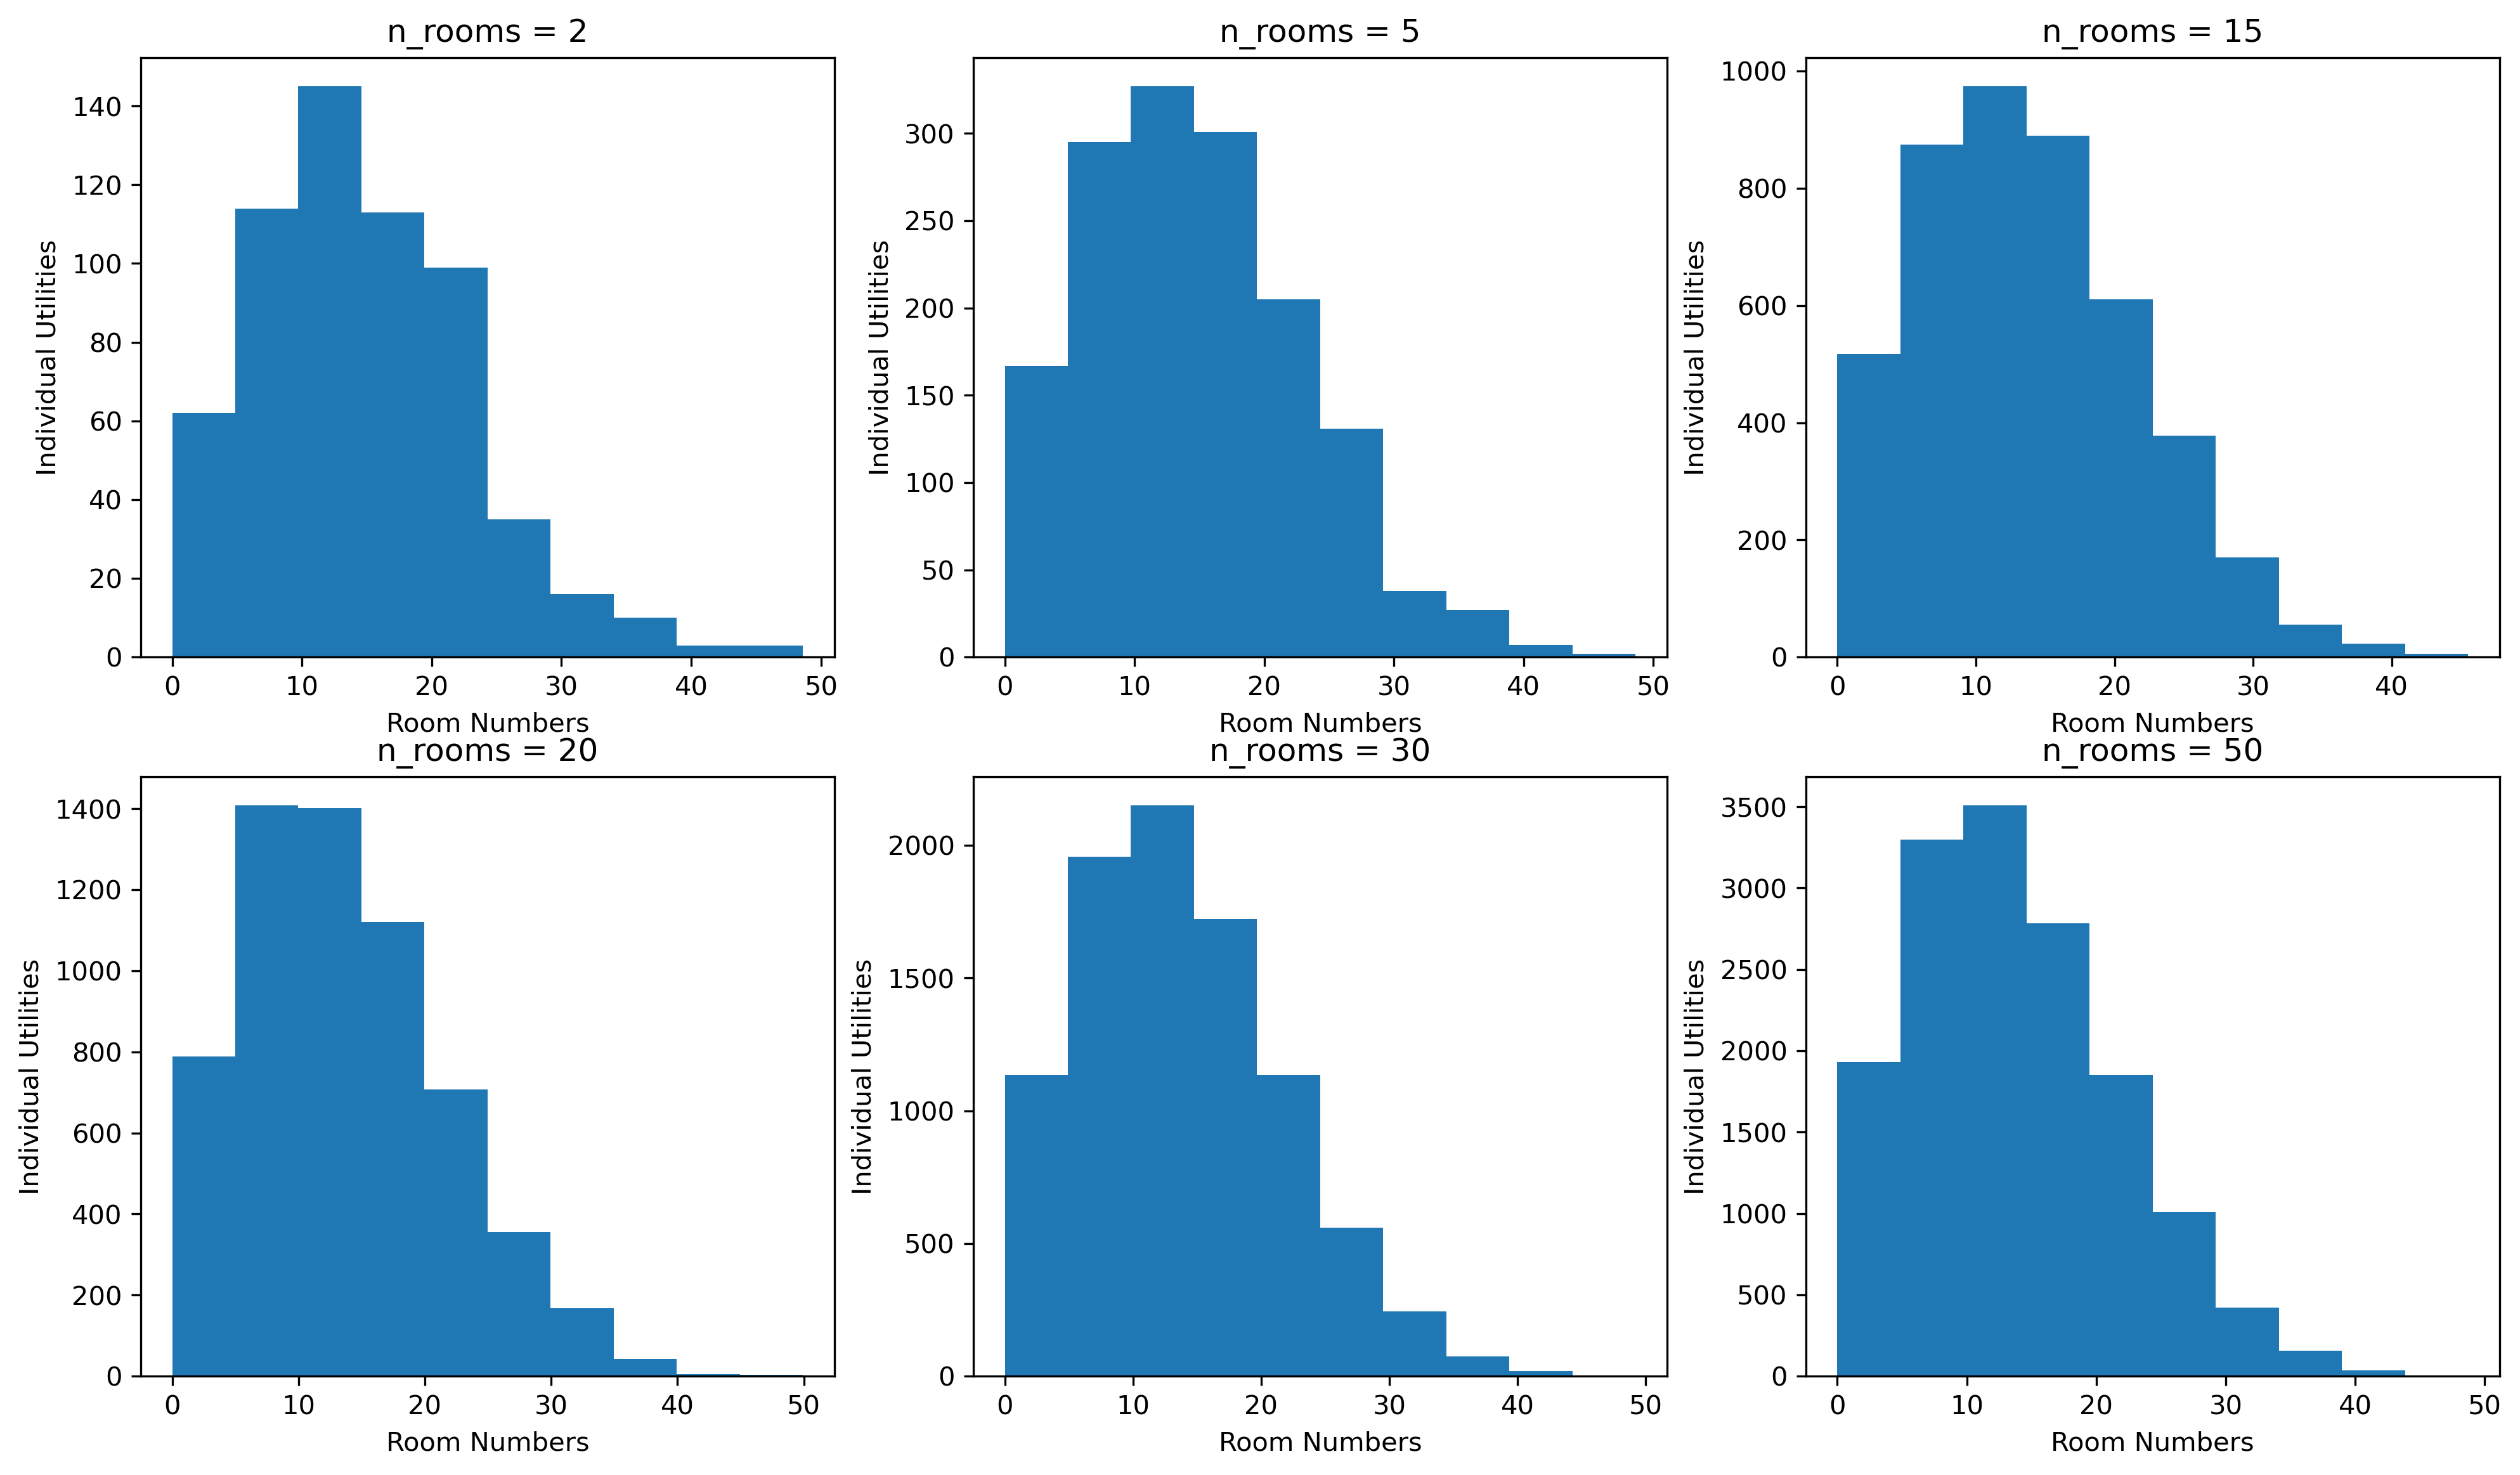 n_rooms = 2
140
120
100
80
60
40
20
0
Individual Utilities
0 10 20 30 40 50
Room Numbers
n_rooms = 5
300
250
200
150
100
50
0
Individual Utilities
0 10 20 30 40 50
Room Numbers
n_rooms = 15
1000
800
600
400
200
0
Individual Utilities
0 10 20 30 40
Room Numbers
n_rooms = 20
1400
1200
1000
800
600
400
200
0
Individual Utilities
0 10 20 30 40 50
Room Numbers
n_rooms = 30
2000
1500
1000
500
0
Individual Utilities
0 10 20 30 40 50
Room Numbers
n_rooms = 50
3500
3000
2500
2000
1500
1000
500
0
Individual Utilities
0 10 20 30 40 50
Room Numbers